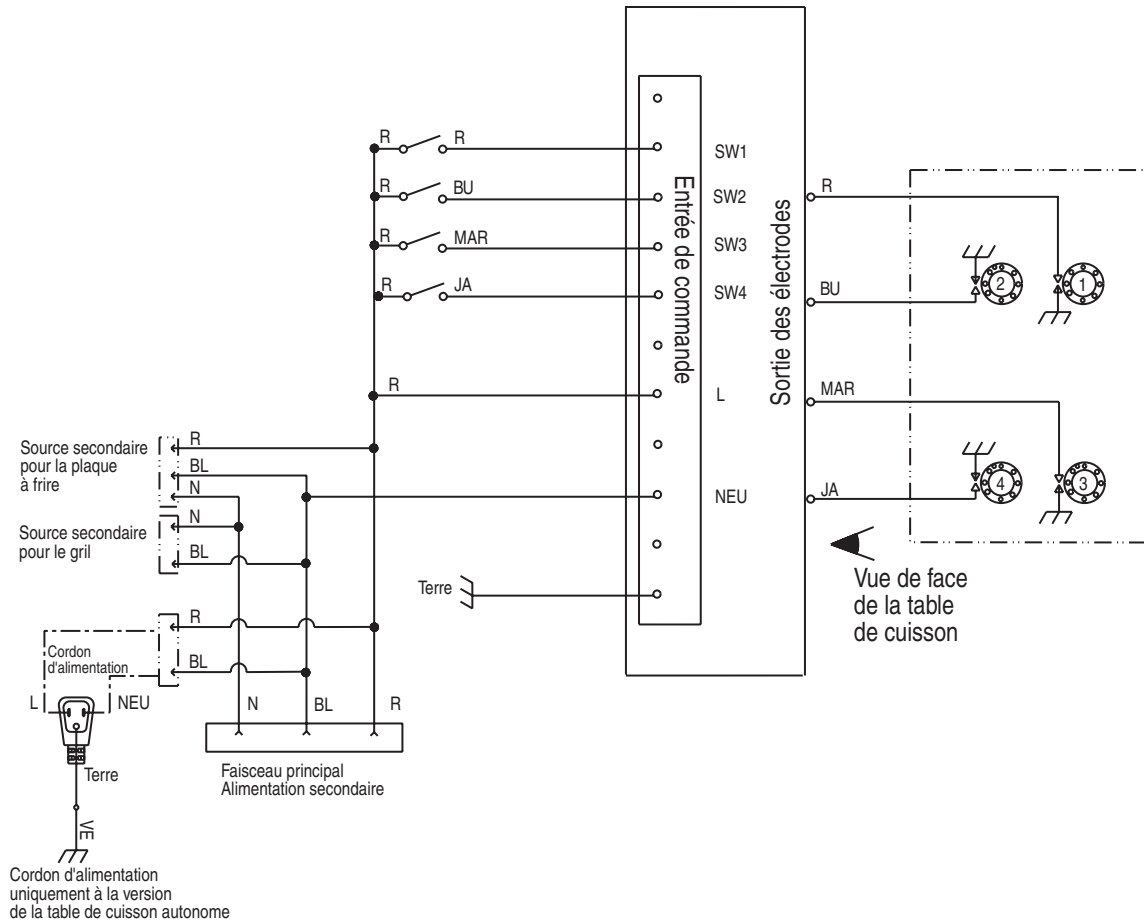 R
R
SW1
R
BU
SW2
R
MAR
SW3
R
JA
SW4
Entrée de commande
Sortie des électrodes
R
BU
2
1
R
L
MAR
JA
4
3
NEU
Source secondaire
pour la plaque
à frire
R
BL
N
Source secondaire
pour le gril
N
BL
Terre
Vue de face
de la table
de cuisson
R
BL
Cordon
d'alimentation
L
NEU
Terre
VE
N
BL
R
Faisceau principal
Alimentation secondaire
Cordon d'alimentation
uniquement à la version
de la table de cuisson autonome